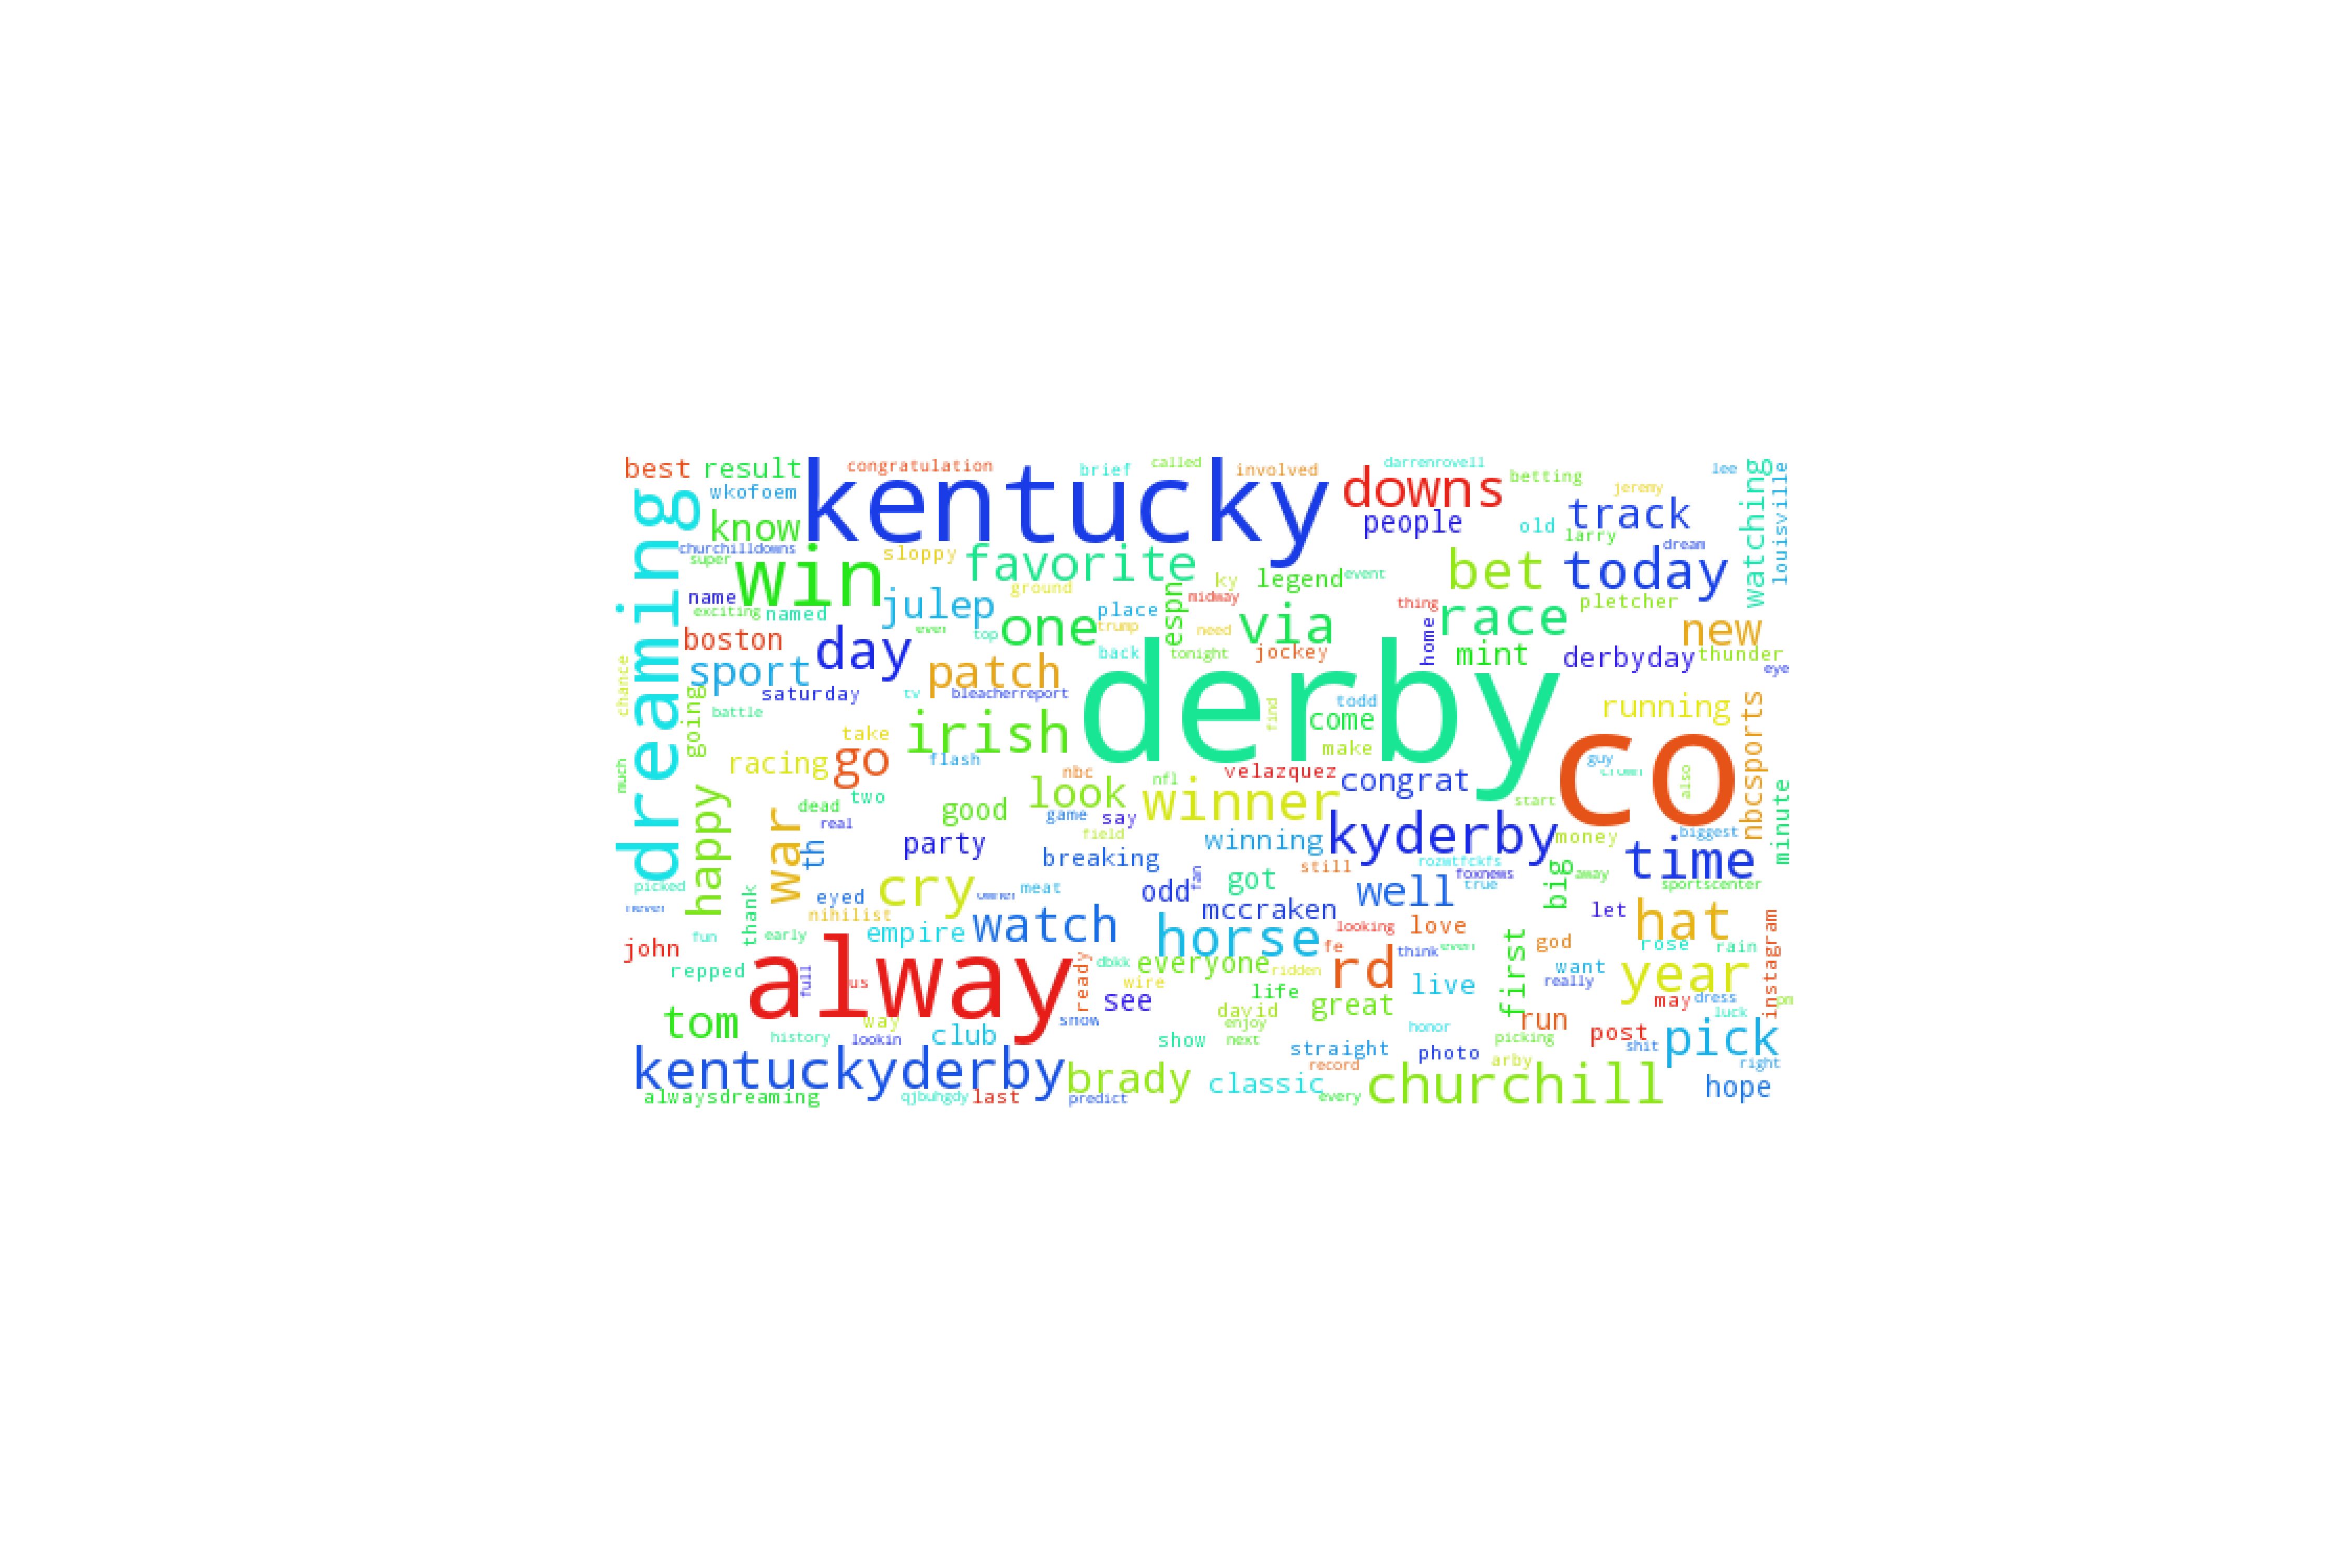 best result congratulation kentucky brief called involved darrenrovell downs betting lee
wkofoem people jeremy track watching louisville
dreaming know old larry
churchilldowns super win sloppy favorite legend event bet today dream
name julep ground ky midway thing race pletcher
exciting named place espn
boston ever top one trump need via home new
sport day patch back tonight jockey mint derbyday thunder eye
chance going saturday tv bleacherreport derby todd nbcsports
battle irish find come running
take make
much racing go flash nbc nfl velazquez congrat co guy crown also
happy war dead two look winner start minute
real good game say
th party field winning kyderby money biggest time
breaking still rozwtfckfs
picked eyed cry owner meat odd fan got well foxnews true big away sportscenter
never thank nihilist mccraken let hat
fun early empire watch horse looking love first god rose rain instagram
john alway fe think ever
repped full us ready dbkk everyone ridden rd want year
wire live really
see life great may dress pm
tom way snow david run luck
history lookin club show enjoy next honor picking post pick
straight photo shit
kentuckyderby brady classic record arby churchill right hope
alwaysdreaming qjbuhgdy last predict every